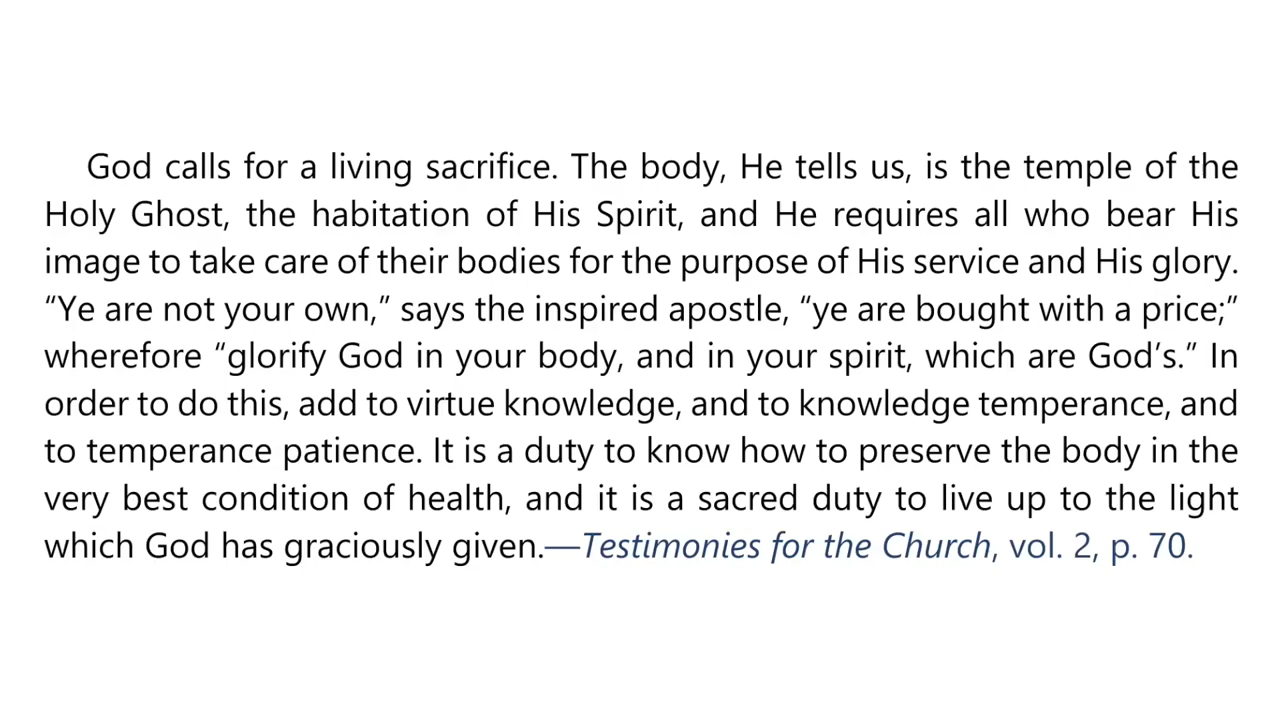 God calls for a living sacrifice. The body, He tells us, is the temple of the
Holy Ghost, the habitation of His Spirit, and He requires all who bear His
image to take care of their bodies for the purpose of His service and His glory.
“Ye are not your own,” says the inspired apostle, “ye are bought with a price;”
wherefore “glorify God in your body, and in your spirit, which are God’s.” In
order to do this, add to virtue knowledge, and to knowledge temperance, and
to temperance patience. It is a duty to know how to preserve the body in the
very best condition of health, and it is a sacred duty to live up to the light
which God has graciously given.—Testimonies for the Church, vol. 2, p. 70.